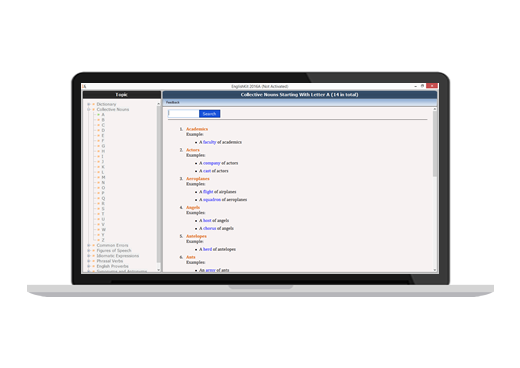 EnglishKit 2016A (Not Activated)
Topic
Collective Nouns Starting With Letter A (14 in total)
Feedback
Dictionary
Collective Nouns
A
B
C
D
E
F
G
H
I
J
K
L
M
N
O
P
Q
R
S
T
U
V
W
Y
Z
Common Errors
Figures of Speech
Idiomatic Expressions
Phrasal Verbs
English Proverbs
Synonyms and Antonyms
Search
1. Academics
Example:
• A faculty of academics
2. Actors
Examples:
• A company of actors
• A cast of actors
3. Aeroplanes
Examples:
• A flight of airplanes
• A squadron of aeroplanes
4. Angels
Examples:
• A host of angels
• A chorus of angels
5. Antelopes
Example:
• A herd of antelopes
6. Ants
Examples:
• An army of ants